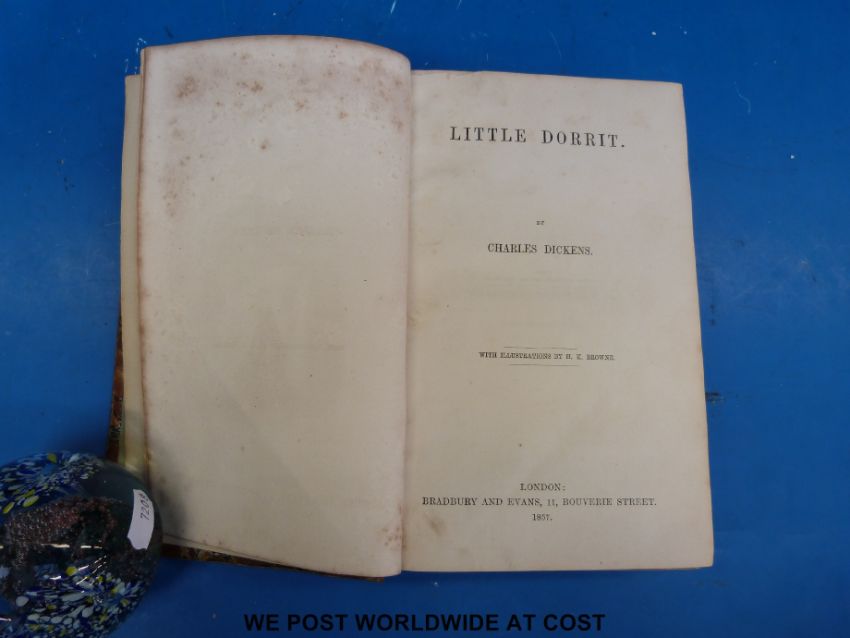 LITTLE DORRIT.
BY
CHARLES DICKENS.
WITH ILLUSTRATIONS BY H. K. BROWNE.
LONDON:
BRADBURY AND EVANS, 11, BOUVERIE STREET.
1857.
7209
WE POST WORLDWIDE AT COST